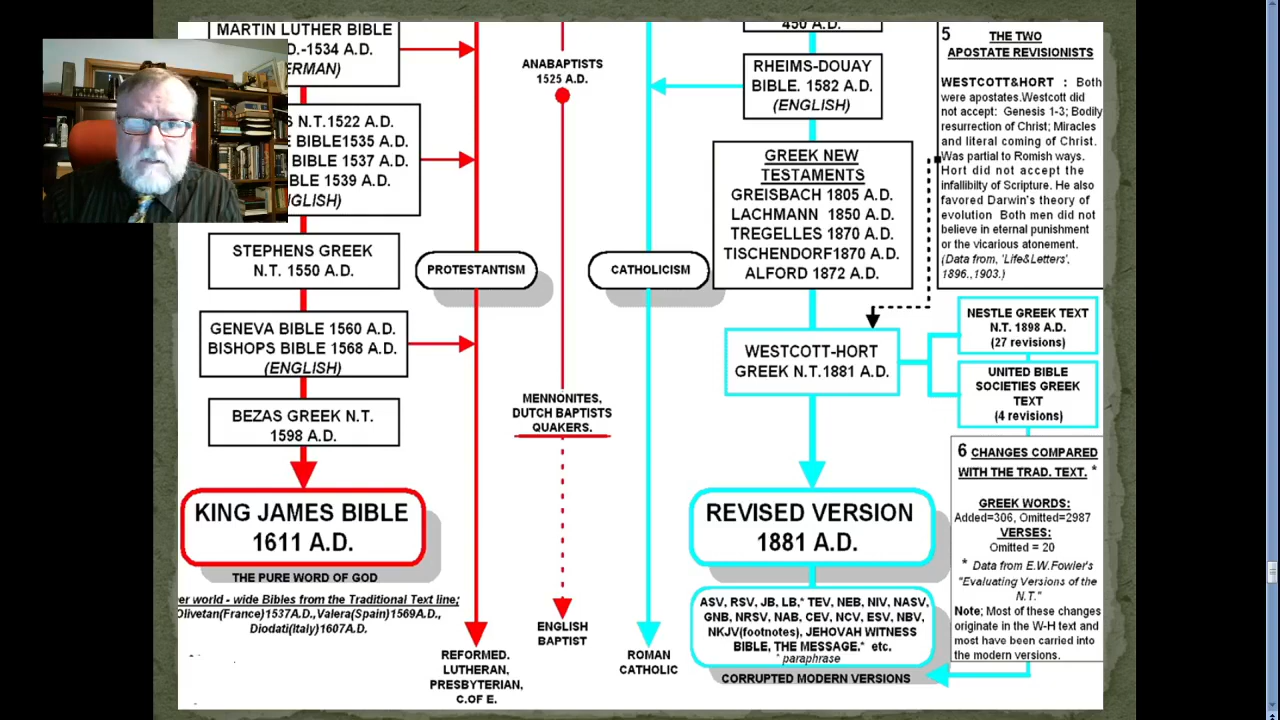 MARTIN LUTHER BIBLE
D.-1534 A.D.
ERMAN)
S N.T.1522 A.D.
E BIBLE1535 A.D.
BIBLE 1537 A.D.
BLE 1539 A.D.
GLISH)
STEPHENS GREEK
N.T. 1550 A.D.
GENEVA BIBLE 1560 A.D.
BISHOPS BIBLE 1568 A.D.
(ENGLISH)
BEZAS GREEK N.T.
1598 A.D.
KING JAMES BIBLE
1611 A.D.
THE PURE WORD OF GOD
er world - wide Bibles from the Traditional Text line;
Olivetan(France)1537A.D.,Valera(Spain)1569A.D.,
Diodati(Italy)1607A.D.
PROTESTANTISM
REFORMED.
LUTHERAN,
PRESBYTERIAN,
C.OF E.
ANABAPTISTS
1525 A.D.
MENNONITES,
DUTCH BAPTISTS
QUAKERS.
ENGLISH
BAPTIST
CATHOLICISM
ROMAN
CATHOLIC
450 A.D.
RHEIMS-DOUAY
BIBLE. 1582 A.D.
(ENGLISH)
GREEK NEW
TESTAMENTS
GREISBACH 1805 A.D.
LACHMANN 1850 A.D.
TREGELLES 1870 A.D.
TISCHENDORF1870 A.D.
ALFORD 1872 A.D.
WESTCOTT-HORT
GREEK N.T.1881 A.D.
REVISED VERSION
1881 A.D.
ASV, RSV, JB, LB,* TEV, NEB, NIV, NASV,
GNB, NRSV, NAB, CEV, NCV, ESV, NBV,
NKJV(footnotes), JEHOVAH WITNESS
BIBLE, THE MESSAGE,* etc.
* paraphrase
CORRUPTED MODERN VERSIONS
5 THE TWO
APOSTATE REVISIONISTS
WESTCOTT&HORT : Both
were apostates.Westcott did
not accept: Genesis 1-3; Bodily
resurrection of Christ; Miracles
and literal coming of Christ.
Was partial to Romish ways.
Hort did not accept the
infallibilty of Scripture. He also
favored Darwin's theory of
evolution Both men did not
believe in eternal punishment
or the vicarious atonement.
(Data from, 'Life&Letters',
1896.,1903.)
NESTLE GREEK TEXT
N.T. 1898 A.D.
(27 revisions)
UNITED BIBLE
SOCIETIES GREEK
TEXT
(4 revisions)
6 CHANGES COMPARED
WITH THE TRAD. TEXT. *
GREEK WORDS:
Added=306, Omitted=2987
VERSES:
Omitted = 20
* Data from E.W.Fowler's
"Evaluating Versions of the
N.T."
Note; Most of these changes
originate in the W-H text and
most have been carried into
the modern versions.